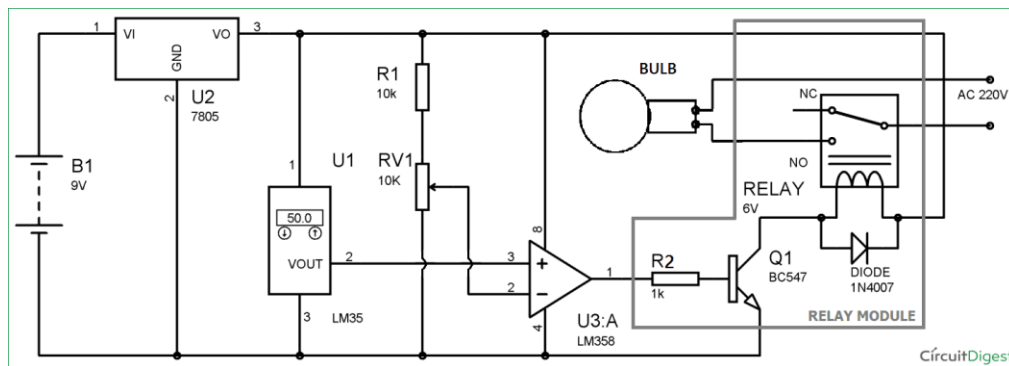 1
VI
VO
3
GND
2
U2
7805
B1
9V
R1
10k
RV1
10K
U1
1
50.0
VOUT
2
3
LM35
8
3
+
2
−
1
4
U3:A
LM358
R2
1k
Q1
BC547
BULB
NC
NO
AC 220V
RELAY
6V
DIODE
1N4007
RELAY MODULE
CírcuitDigest